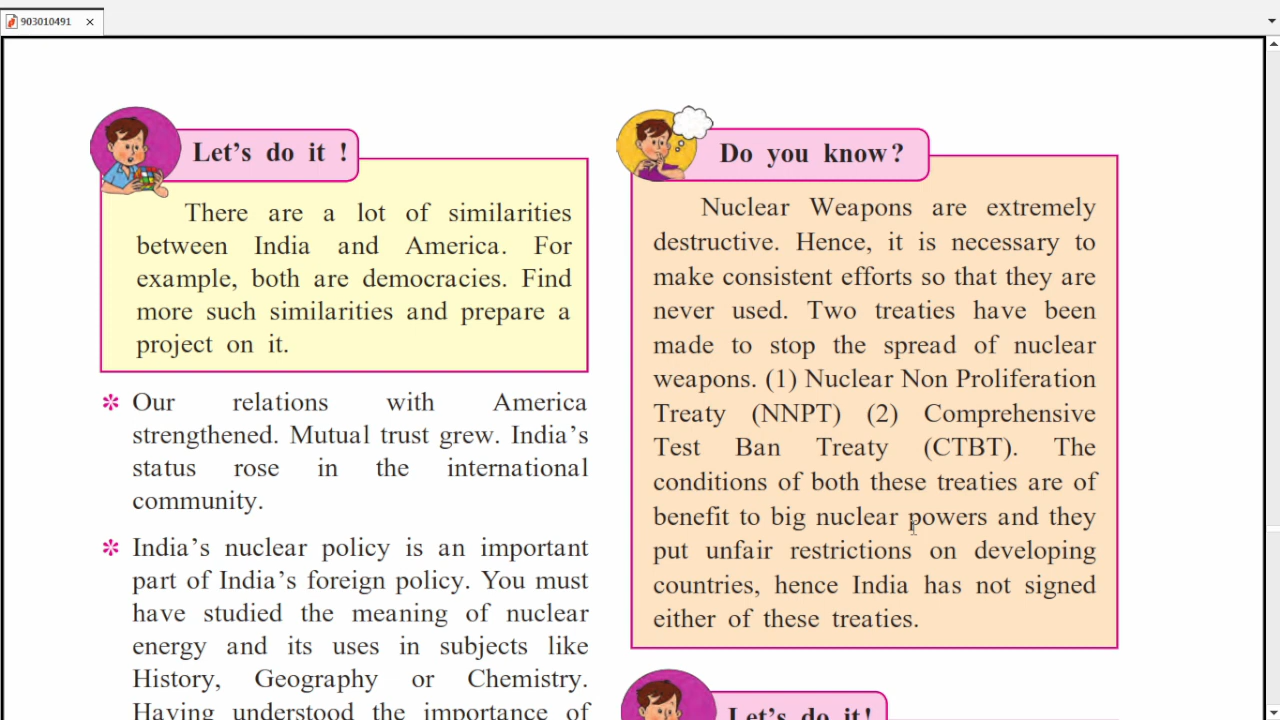 903010491
Let's do it !
There are a lot of similarities
between India and America. For
example, both are democracies. Find
more such similarities and prepare a
project on it.
✼ Our relations with America
strengthened. Mutual trust grew. India's
status rose in the international
community.
✼ India's nuclear policy is an important
part of India's foreign policy. You must
have studied the meaning of nuclear
energy and its uses in subjects like
History, Geography or Chemistry.
Having understood the importance of
Do you know?
Nuclear Weapons are extremely
destructive. Hence, it is necessary to
make consistent efforts so that they are
never used. Two treaties have been
made to stop the spread of nuclear
weapons. (1) Nuclear Non Proliferation
Treaty (NNPT) (2) Comprehensive
Test Ban Treaty (CTBT). The
conditions of both these treaties are of
benefit to big nuclear powers and they
put unfair restrictions on developing
countries, hence India has not signed
either of these treaties.
Let's do it!